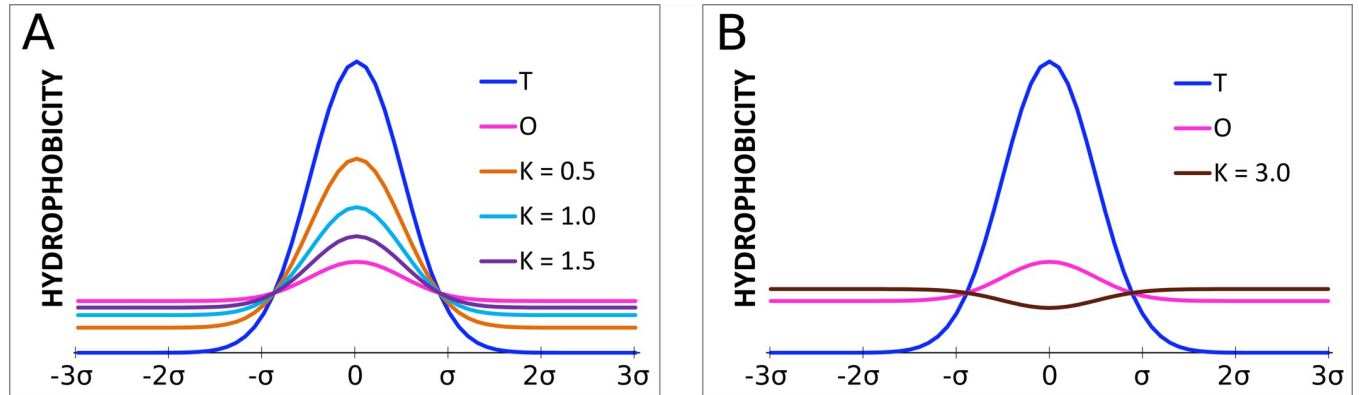 A
HYDROPHOBICITY
T
O
K = 0.5
K = 1.0
K = 1.5
-3σ -2σ -σ 0 σ 2σ 3σ
B
HYDROPHOBICITY
T
O
K = 3.0
-3σ -2σ -σ 0 σ 2σ 3σ